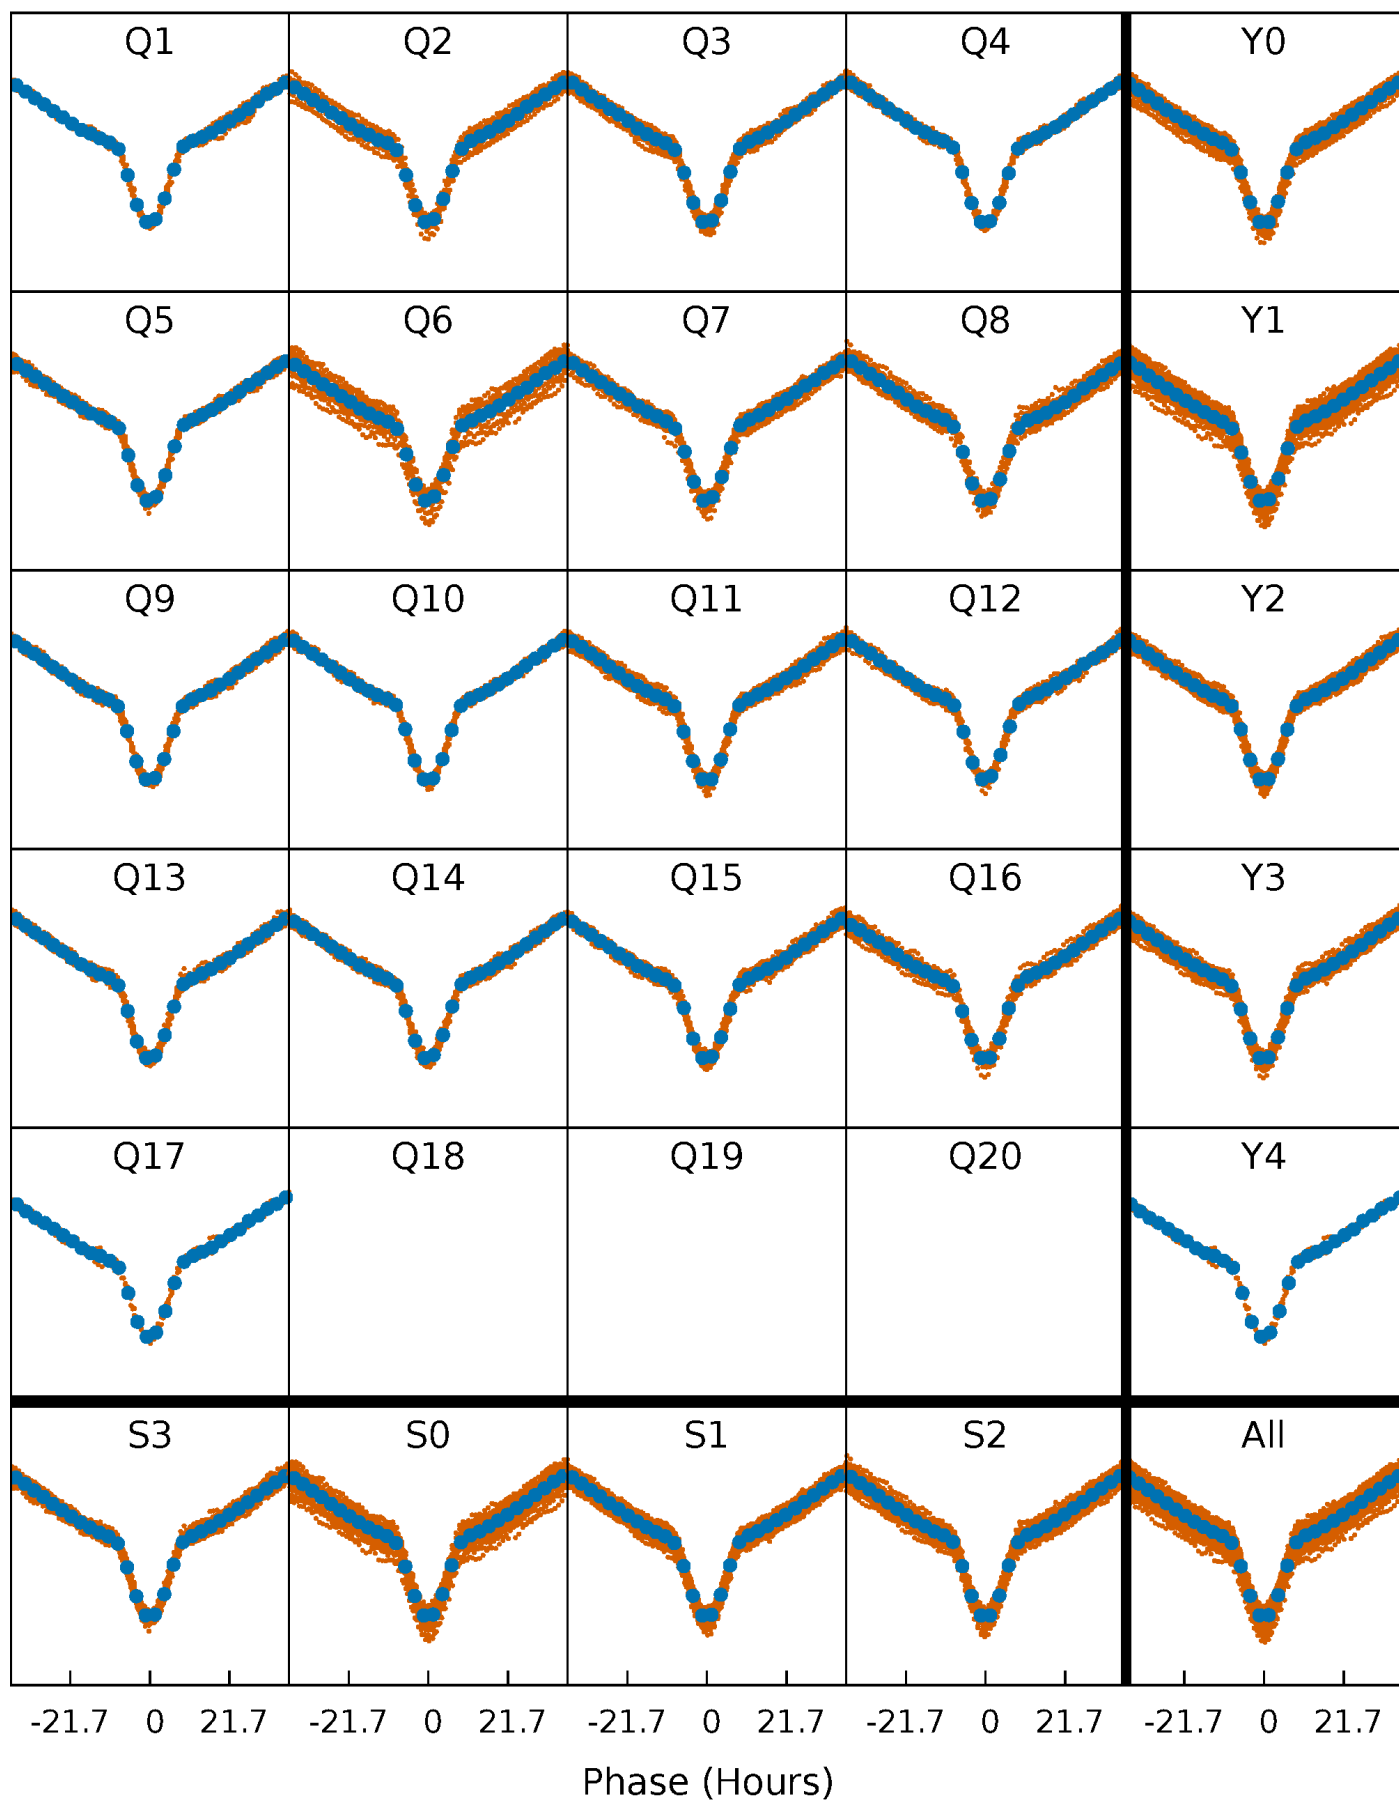 Q1 Q2 Q3 Q4 Y0
Q5 Q6 Q7 Q8 Y1
Q9 Q10 Q11 Q12 Y2
Q13 Q14 Q15 Q16 Y3
Q17 Q18 Q19 Q20 Y4
S3 S0 S1 S2 All
-21.7 0 21.7 -21.7 0 21.7 -21.7 0 21.7 -21.7 0 21.7 -21.7 0 21.7
Phase (Hours)